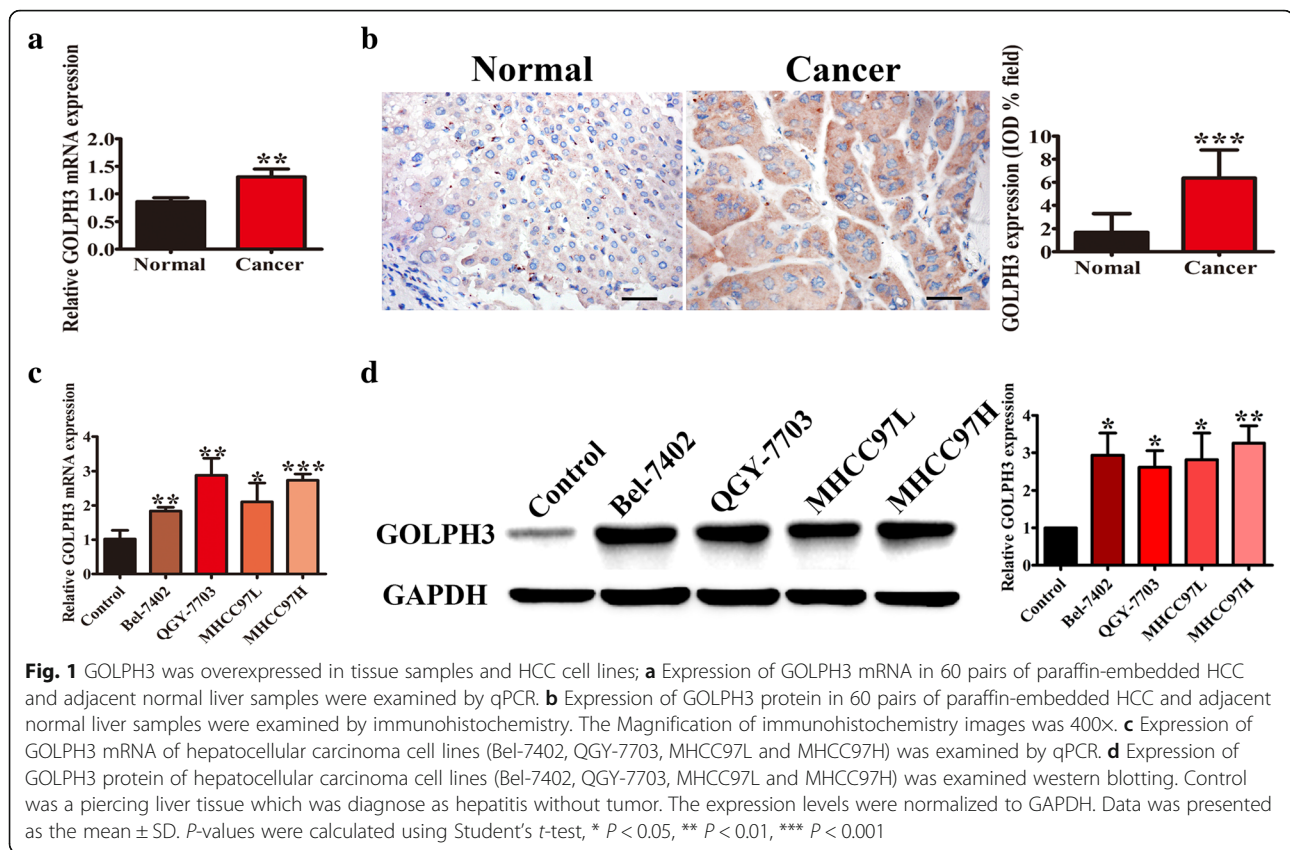 a
Relative GOLPH3 mRNA expression
2.0
1.5
1.0
0.5
0.0
**
Normal
Cancer
b
Normal
Cancer
GOLPH3 expression (IOD % field)
10
8
6
4
2
0
***
Nomal
Cancer
c
Relative GOLPH3 mRNA expression
4
3
2
1
0
**
**
*
***
Control
Bel-7402
QGY-7703
MHCC97L
MHCC97H
d
Control
Bel-7402
QGY-7703
MHCC97L
MHCC97H
GOLPH3
GAPDH
Relative GOLPH3 expression
4
3
2
1
0
*
*
*
**
Control
Bel-7402
QGY-7703
MHCC97L
MHCC97H
Fig. 1 GOLPH3 was overexpressed in tissue samples and HCC cell lines; a Expression of GOLPH3 mRNA in 60 pairs of paraffin-embedded HCC
and adjacent normal liver samples were examined by qPCR. b Expression of GOLPH3 protein in 60 pairs of paraffin-embedded HCC and adjacent
normal liver samples were examined by immunohistochemistry. The Magnification of immunohistochemistry images was 400×. c Expression of
GOLPH3 mRNA of hepatocellular carcinoma cell lines (Bel-7402, QGY-7703, MHCC97L and MHCC97H) was examined by qPCR. d Expression of
GOLPH3 protein of hepatocellular carcinoma cell lines (Bel-7402, QGY-7703, MHCC97L and MHCC97H) was examined western blotting. Control
was a piercing liver tissue which was diagnose as hepatitis without tumor. The expression levels were normalized to GAPDH. Data was presented
as the mean ± SD. P-values were calculated using Student's t-test, * P < 0.05, ** P < 0.01, *** P < 0.001